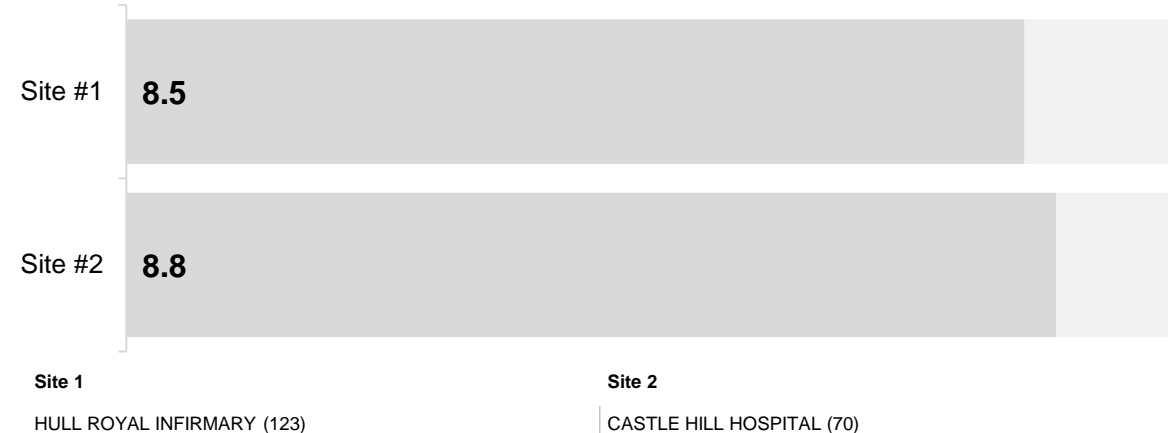 Site #1
8.5
Site #2
8.8
Site 1
Site 2
HULL ROYAL INFIRMARY (123)
CASTLE HILL HOSPITAL (70)